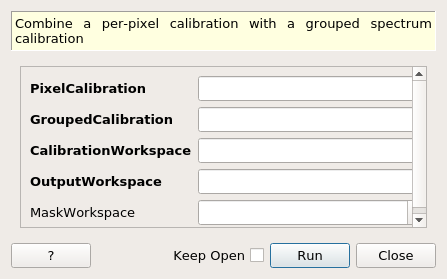 Combine a per-pixel calibration with a grouped spectrum
calibration
PixelCalibration
GroupedCalibration
CalibrationWorkspace
OutputWorkspace
MaskWorkspace
? Keep Open Run Close